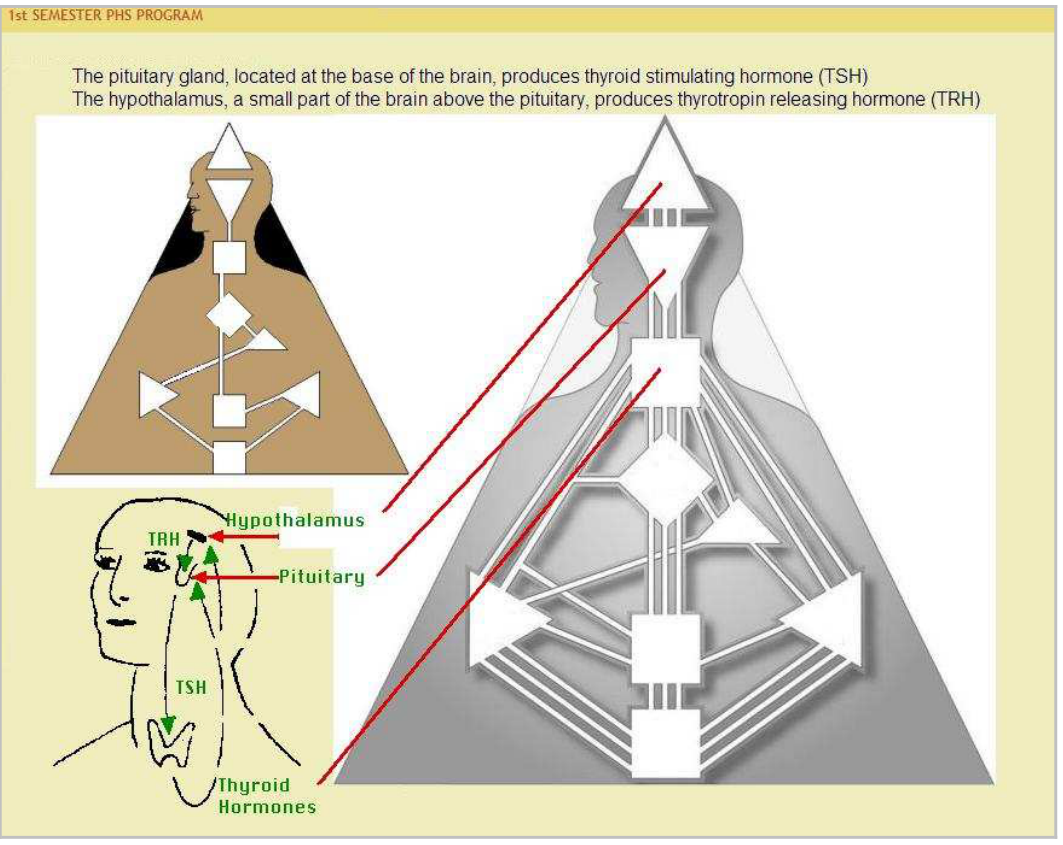 1st SEMESTER PHS PROGRAM
The pituitary gland, located at the base of the brain, produces thyroid stimulating hormone (TSH)
The hypothalamus, a small part of the brain above the pituitary, produces thyrotropin releasing hormone (TRH)
Hypothalamus
TRH
Pituitary
TSH
Thyroid
Hormones